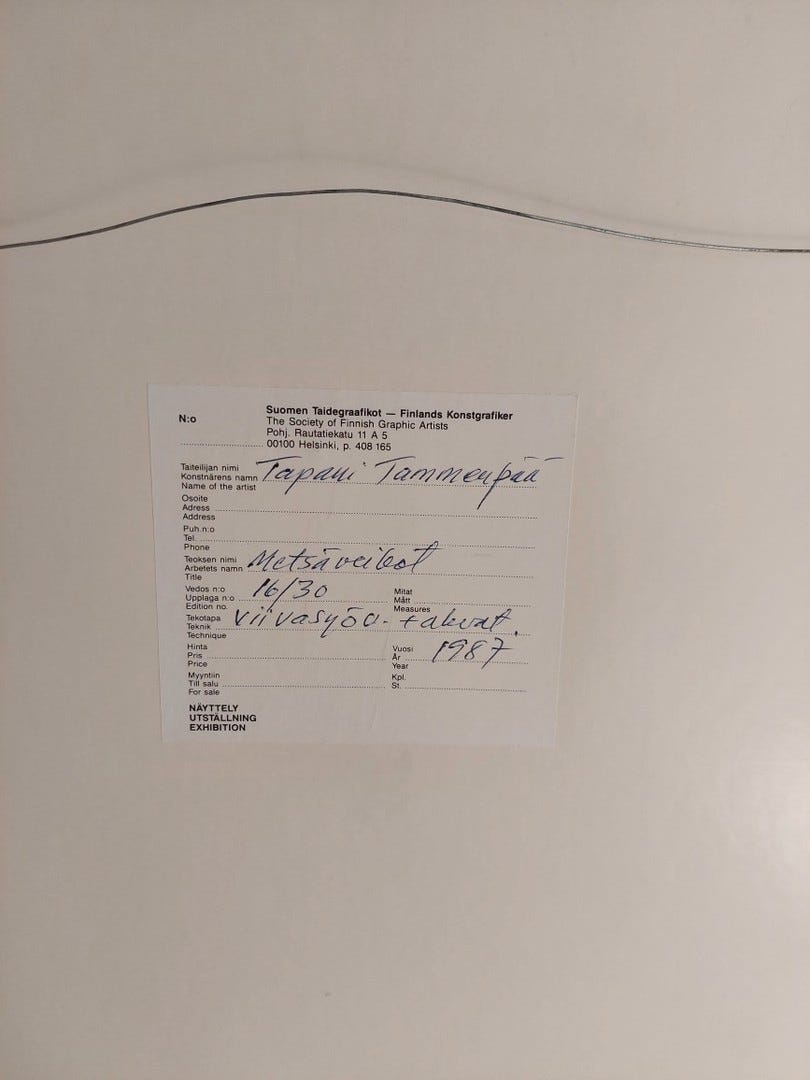 Suomen Taidegraafikot — Finlands Konstgrafiker
N:o
The Society of Finnish Graphic Artists
Pohj. Rautatiekatu 11 A 5
00100 Helsinki, p. 408 165
Taiteilijan nimi
Konstnärens namn Tapani Tammenpää
Name of the artist
Osoite
Adress
Address
Puh.n:o
Tel.
Phone
Teoksen nimi
Arbetets namn Metsäveikot
Title
Vedos n:o 16/30 Mitat
Upplaga n:o Mått
Edition no. Measures
Tekotapa viivasyöv. + akvat.
Teknik
Technique
Hinta Vuosi
Pris År 1987
Price Year
Myyntiin Kpl.
Till salu St.
For sale
NÄYTTELY
UTSTÄLLNING
EXHIBITION